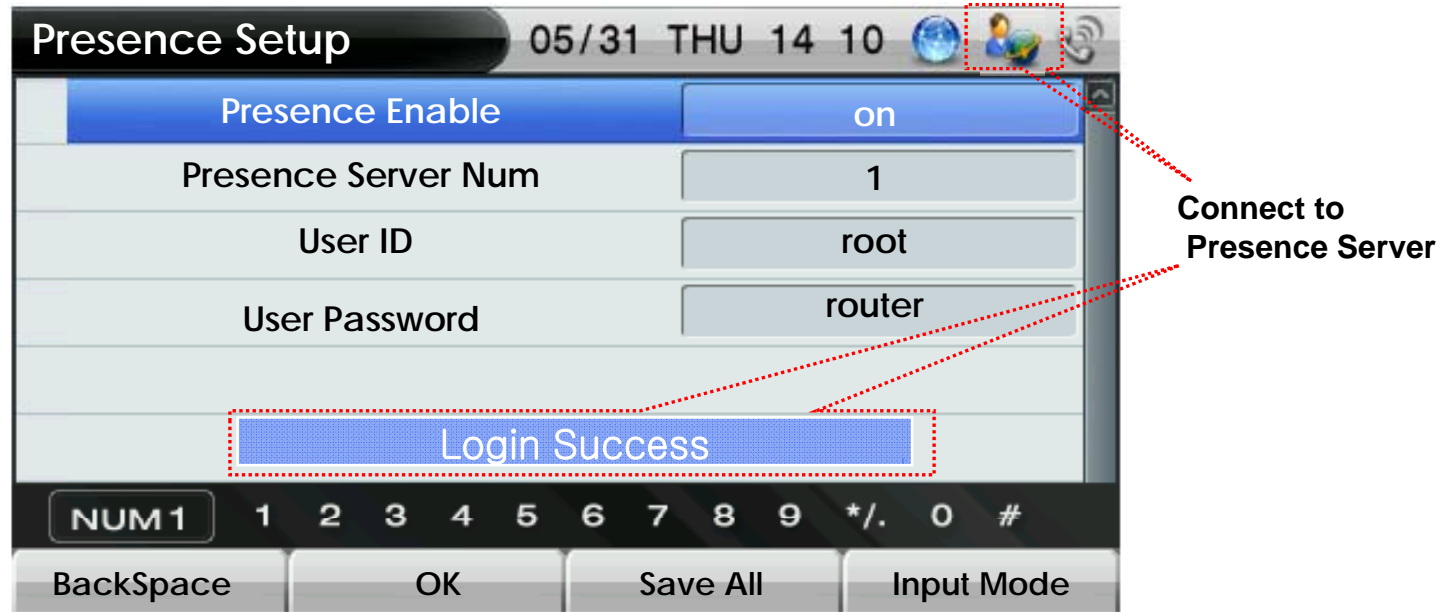 Presence Setup 05/31 THU 14 10
Presence Enable on
Presence Server Num 1
User ID root
User Password router
Login Success
NUM1 1 2 3 4 5 6 7 8 9 */. 0 #
BackSpace OK Save All Input Mode
Connect to
Presence Server